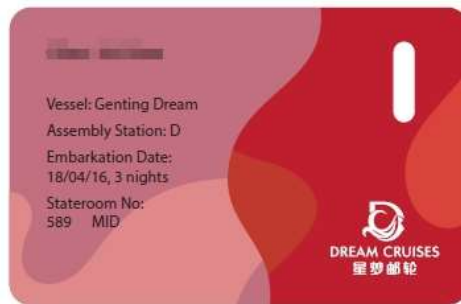 Vessel: Genting Dream
Assembly Station: D
Embarkation Date:
18/04/16, 3 nights
Stateroom No:
589 MID
DREAM CRUISES
星梦邮轮